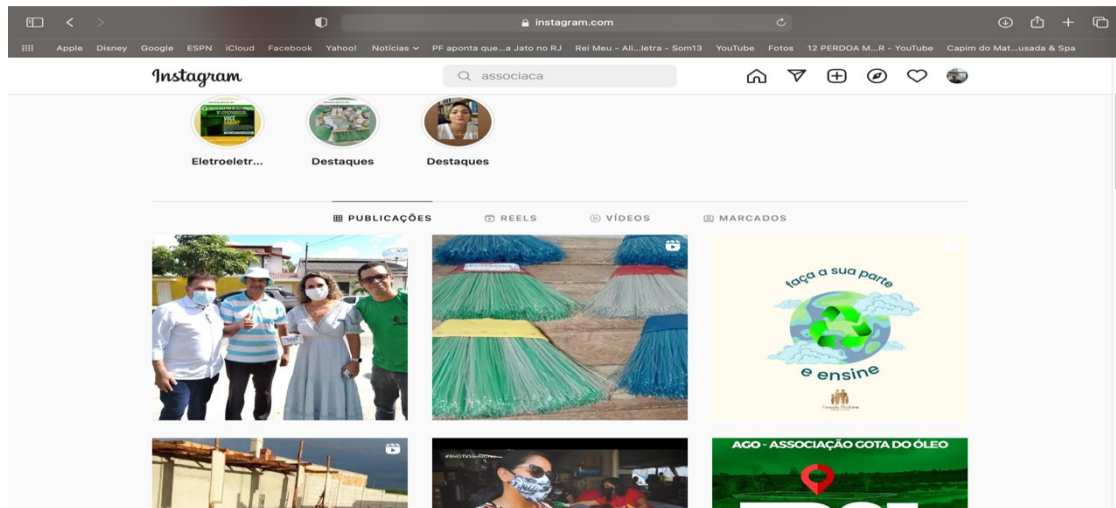 instagram.com
Apple Disney Google ESPN iCloud Facebook Yahoo! Notícias PF aponta que...a Jato no RJ Rei Meu - Ali...letra - Som13 YouTube Fotos 12 PERDOA M...R - YouTube Capim do Mat...usada & Spa
Instagram
associaca
VOCÊ
SABIA?
Eletroeletr...
Destaques
Destaques
PUBLICAÇÕES
REELS
VÍDEOS
MARCADOS
faça a sua parte
e ensine
AGO - ASSOCIAÇÃO GOTA DO ÓLEO